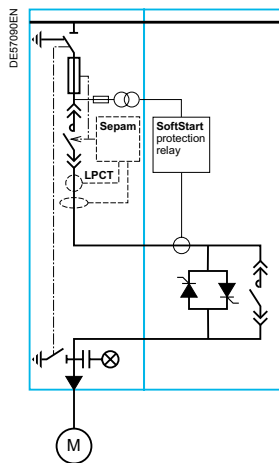 DE57090EN
Sepam
SoftStart
protection
relay
LPCT
M